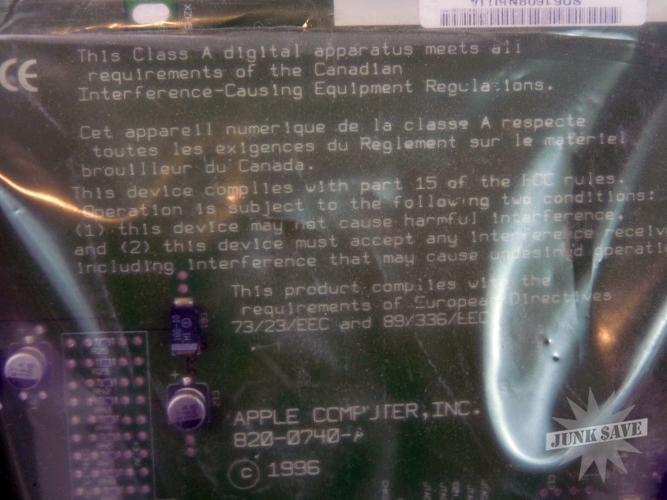 This Class A digital apparatus meets all
requirements of the Canadian
Interference-Causing Equipment Regulations.
CE
Cet appareil numérique de la classe A respecte
toutes les exigences du Règlement sur le matériel
brouilleur du Canada.
This device complies with part 15 of the FCC rules.
Operation is subject to the following two conditions:
(1) this device may not cause harmful interference,
and (2) this device must accept any interference
including interference that may cause undesired
This product complies with the
requirements of European Directives
73/23/EEC and 89/336/EEC
APPLE COMPUTER, INC.
820-0740-
© 1996
JUNK SAVE